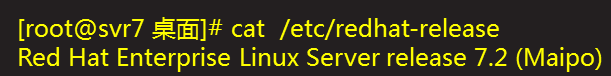 [root@svr7 桌面]# cat  /etc/redhat-release
Red Hat Enterprise Linux Server release 7.2 (Maipo)